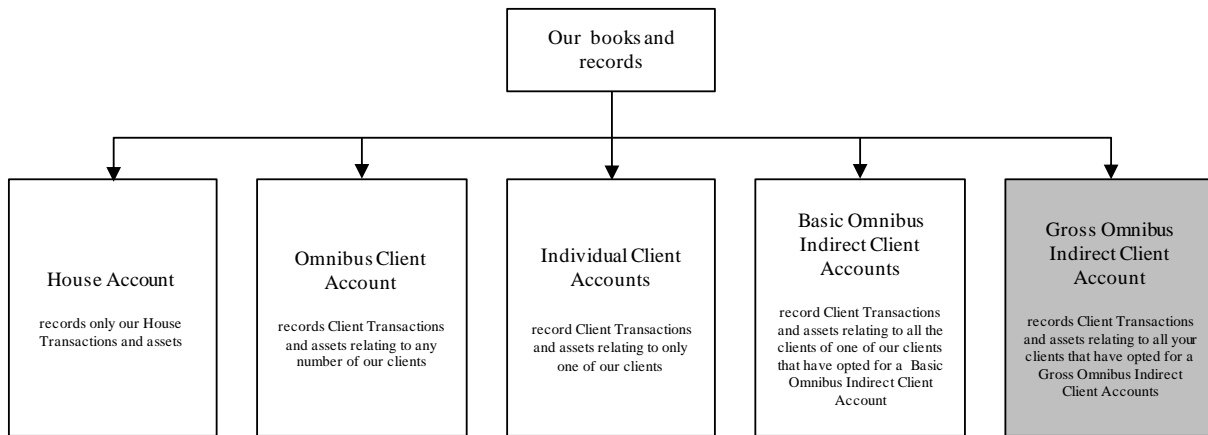 Our books and
records
House Account
records only our House
Transactions and assets
Omnibus Client
Account
records Client Transactions
and assets relating to any
number of our clients
Individual Client
Accounts
record Client Transactions
and assets relating to only
one of our clients
Basic Omnibus
Indirect Client
Accounts
record Client Transactions
and assets relating to all the
clients of one of our clients
that have opted for a Basic
Omnibus Indirect Client
Account
Gross Omnibus
Indirect Client
Account
records Client Transactions
and assets relating to all your
clients that have opted for a
Gross Omnibus Indirect
Client Accounts